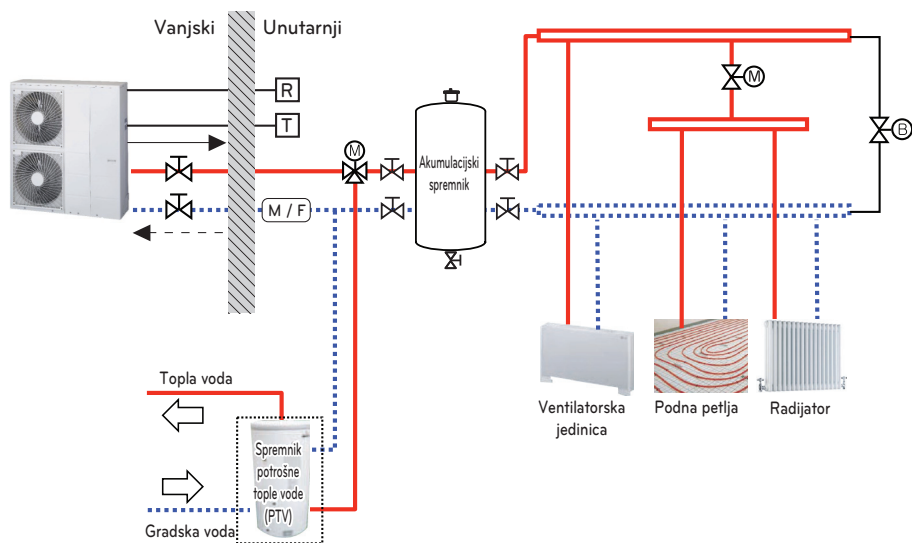 Vanjski
Unutarnji
R
T
M
M
B
Akumulacijski
spremnik
M / F
Topla voda
Spremnik
potrošne
tople vode
(PTV)
Gradska voda
Ventilatorska
jedinica
Podna petlja
Radijator